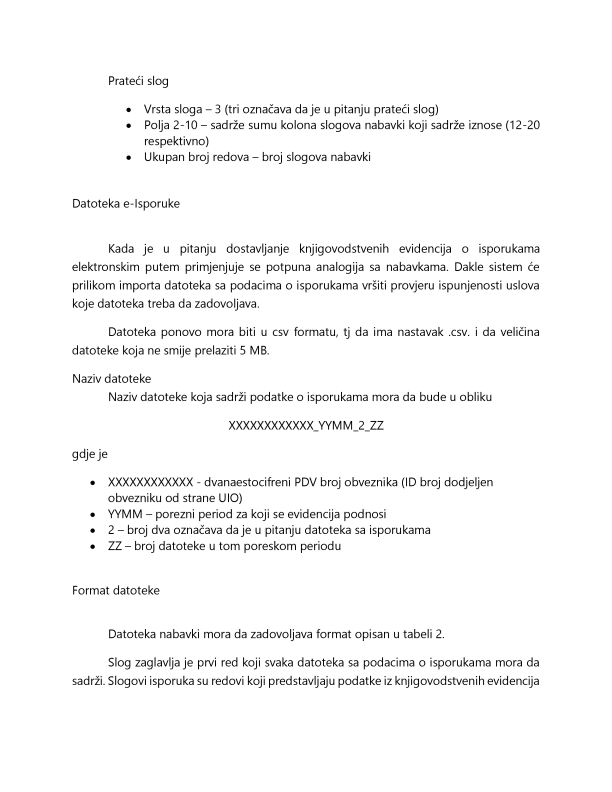 Prateći slog
• Vrsta sloga – 3 (tri označava da je u pitanju prateći slog)
• Polja 2-10 – sadrže sumu kolona slogova nabavki koji sadrže iznose (12-20
respektivno)
• Ukupan broj redova – broj slogova nabavki
Datoteka e-Isporuke
Kada je u pitanju dostavljanje knjigovodstvenih evidencija o isporukama
elektronskim putem primjenjuje se potpuna analogija sa nabavkama. Dakle sistem će
prilikom importa datoteka sa podacima o isporukama vršiti provjeru ispunjenosti uslova
koje datoteka treba da zadovoljava.
Datoteka ponovo mora biti u csv formatu, tj da ima nastavak .csv. i da veličina
datoteke koja ne smije prelaziti 5 MB.
Naziv datoteke
Naziv datoteke koja sadrži podatke o isporukama mora da bude u obliku
XXXXXXXXXXXX_YYMM_2_ZZ
gdje je
• XXXXXXXXXXXX - dvanaestocifreni PDV broj obveznika (ID broj dodjeljen
obvezniku od strane UIO)
• YYMM – porezni period za koji se evidencija podnosi
• 2 – broj dva označava da je u pitanju datoteka sa isporukama
• ZZ – broj datoteke u tom poreskom periodu
Format datoteke
Datoteka nabavki mora da zadovoljava format opisan u tabeli 2.
Slog zaglavlja je prvi red koji svaka datoteka sa podacima o isporukama mora da
sadrži. Slogovi isporuka su redovi koji predstavljaju podatke iz knjigovodstvenih evidencija